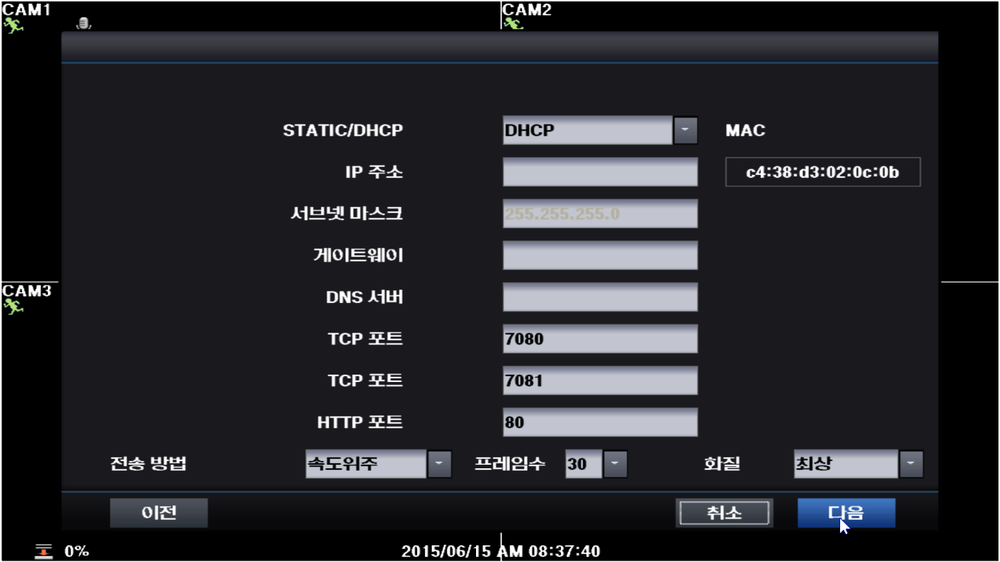 CAM1
CAM2
STATIC/DHCP DHCP MAC
IP 주소 c4:38:d3:02:0c:0b
서브넷 마스크 255.255.255.0
게이트웨이
DNS 서버
CAM3
TCP 포트 7080
TCP 포트 7081
HTTP 포트 80
전송 방법 속도위주 프레임수 30 화질 최상
이전 취소 다음
0% 2015/06/15 AM 08:37:40